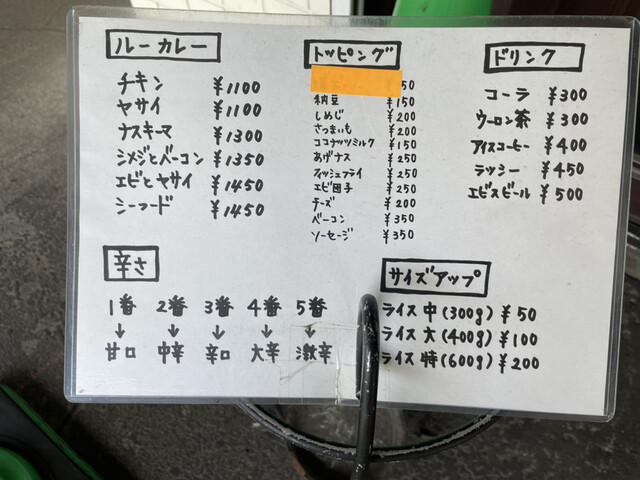 ルーカレー
チキン ¥1100
ヤサイ ¥1100
ナスキーマ ¥1300
シメジとベーコン ¥1350
エビとヤサイ ¥1450
シーフード ¥1450
トッピング
50
納豆 ¥150
しめじ ¥200
さつまいも ¥200
ココナッツミルク ¥150
あげナス ¥250
フィッシュフライ ¥250
エビ団子 ¥250
チーズ ¥200
ベーコン ¥350
ソーセージ ¥350
ドリンク
コーラ ¥300
ウーロン茶 ¥300
アイスコーヒー ¥400
ラッシー ¥450
エビスビール ¥500
辛さ
1番 2番 3番 4番 5番
↓ ↓ ↓ ↓ ↓
甘口 中辛 辛口 大辛 激辛
サイズアップ
ライス 中(300g) ¥50
ライス 大(400g) ¥100
ライス 特(600g) ¥200